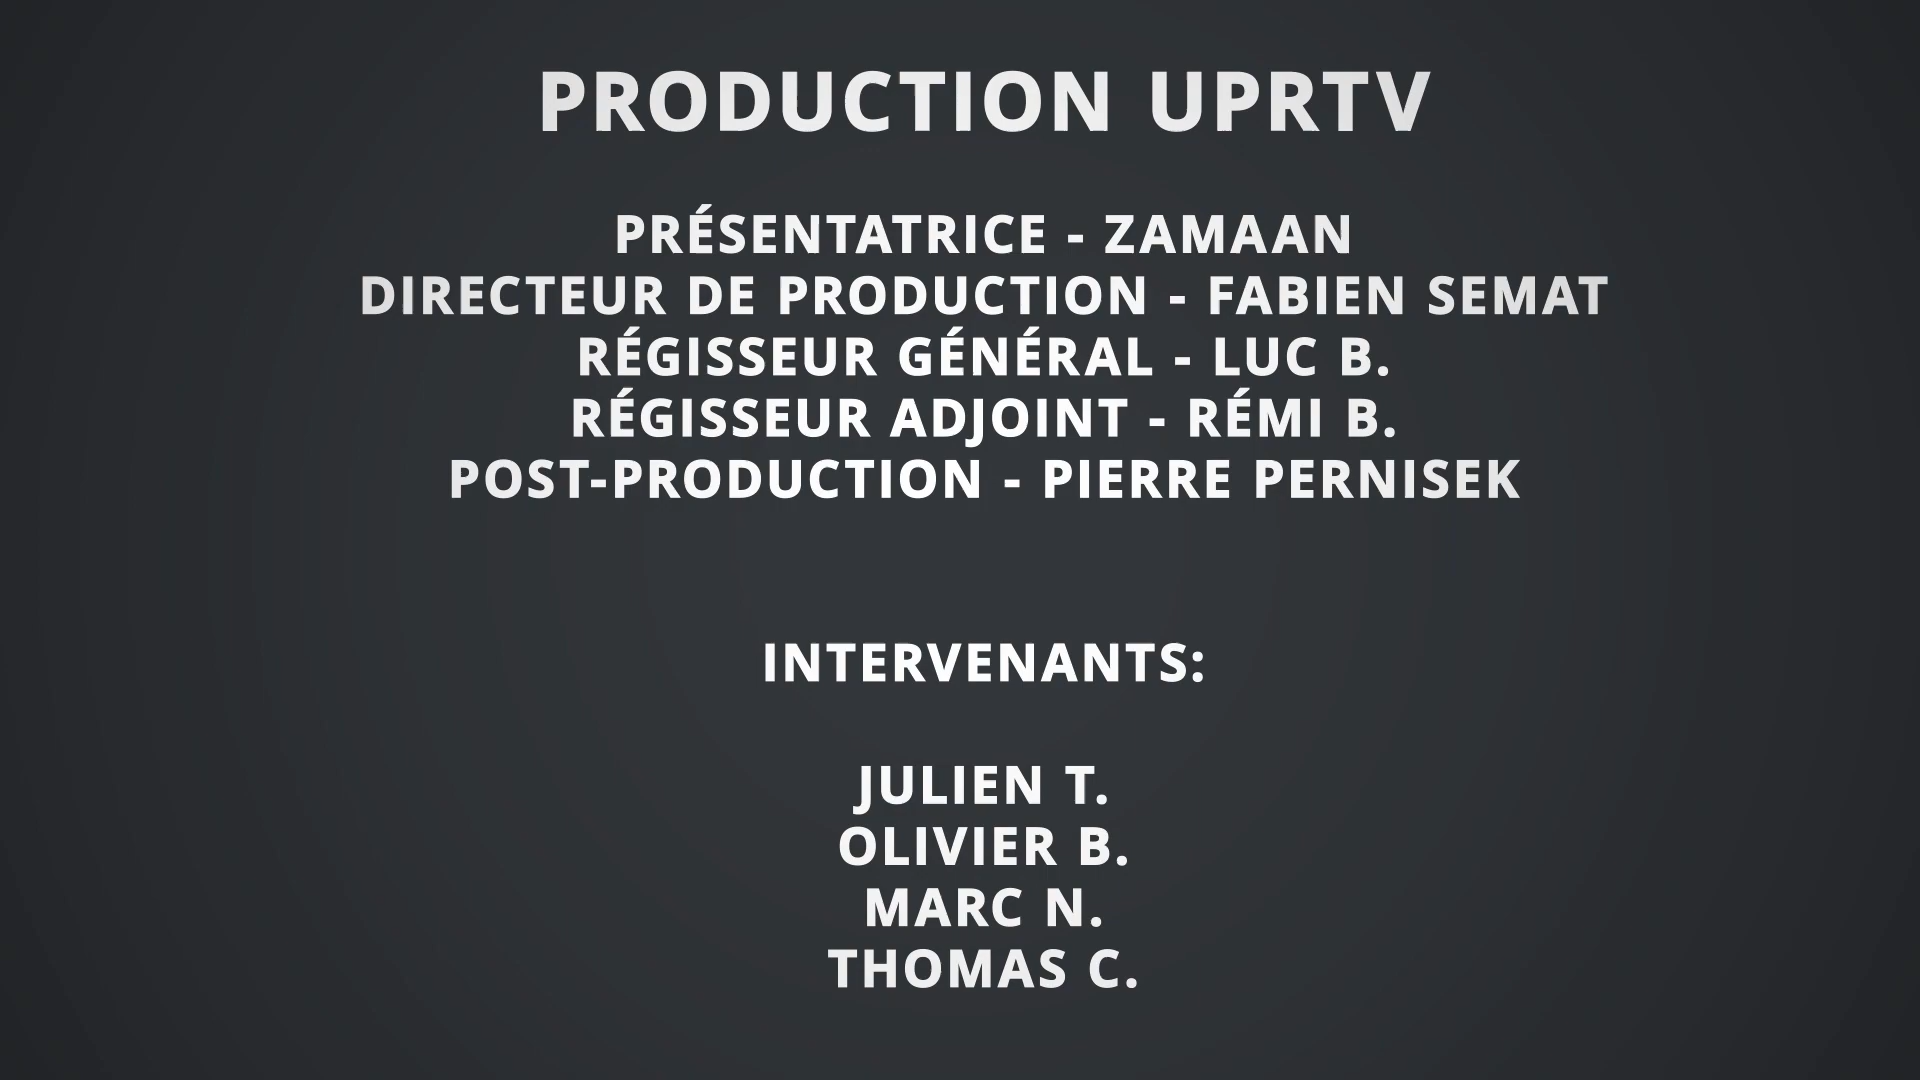 PRODUCTION UPRTV
PRÉSENTATRICE - ZAMAAN
DIRECTEUR DE PRODUCTION - FABIEN SEMAT
RÉGISSEUR GÉNÉRAL - LUC B.
RÉGISSEUR ADJOINT - RÉMI B.
POST-PRODUCTION - PIERRE PERNISEK
INTERVENANTS:
JULIEN T.
OLIVIER B.
MARC N.
THOMAS C.